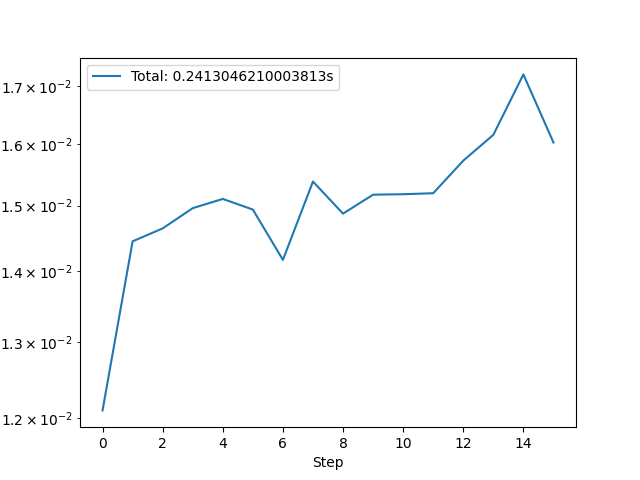 Total: 0.2413046210003813s
1.7 × 10⁻²
1.6 × 10⁻²
1.5 × 10⁻²
1.4 × 10⁻²
1.3 × 10⁻²
1.2 × 10⁻²
0 2 4 6 8 10 12 14
Step